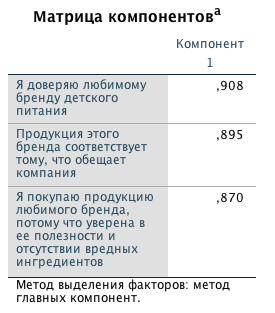 Матрица компонентовᵃ
Компонент
1
Я доверяю любимому
бренду детского
питания
,908
Продукция этого
бренда соответствует
тому, что обещает
компания
,895
Я покупаю продукцию
любимого бренда,
потому что уверена в
ее полезности и
отсутствии вредных
ингредиентов
,870
Метод выделения факторов: метод
главных компонент.